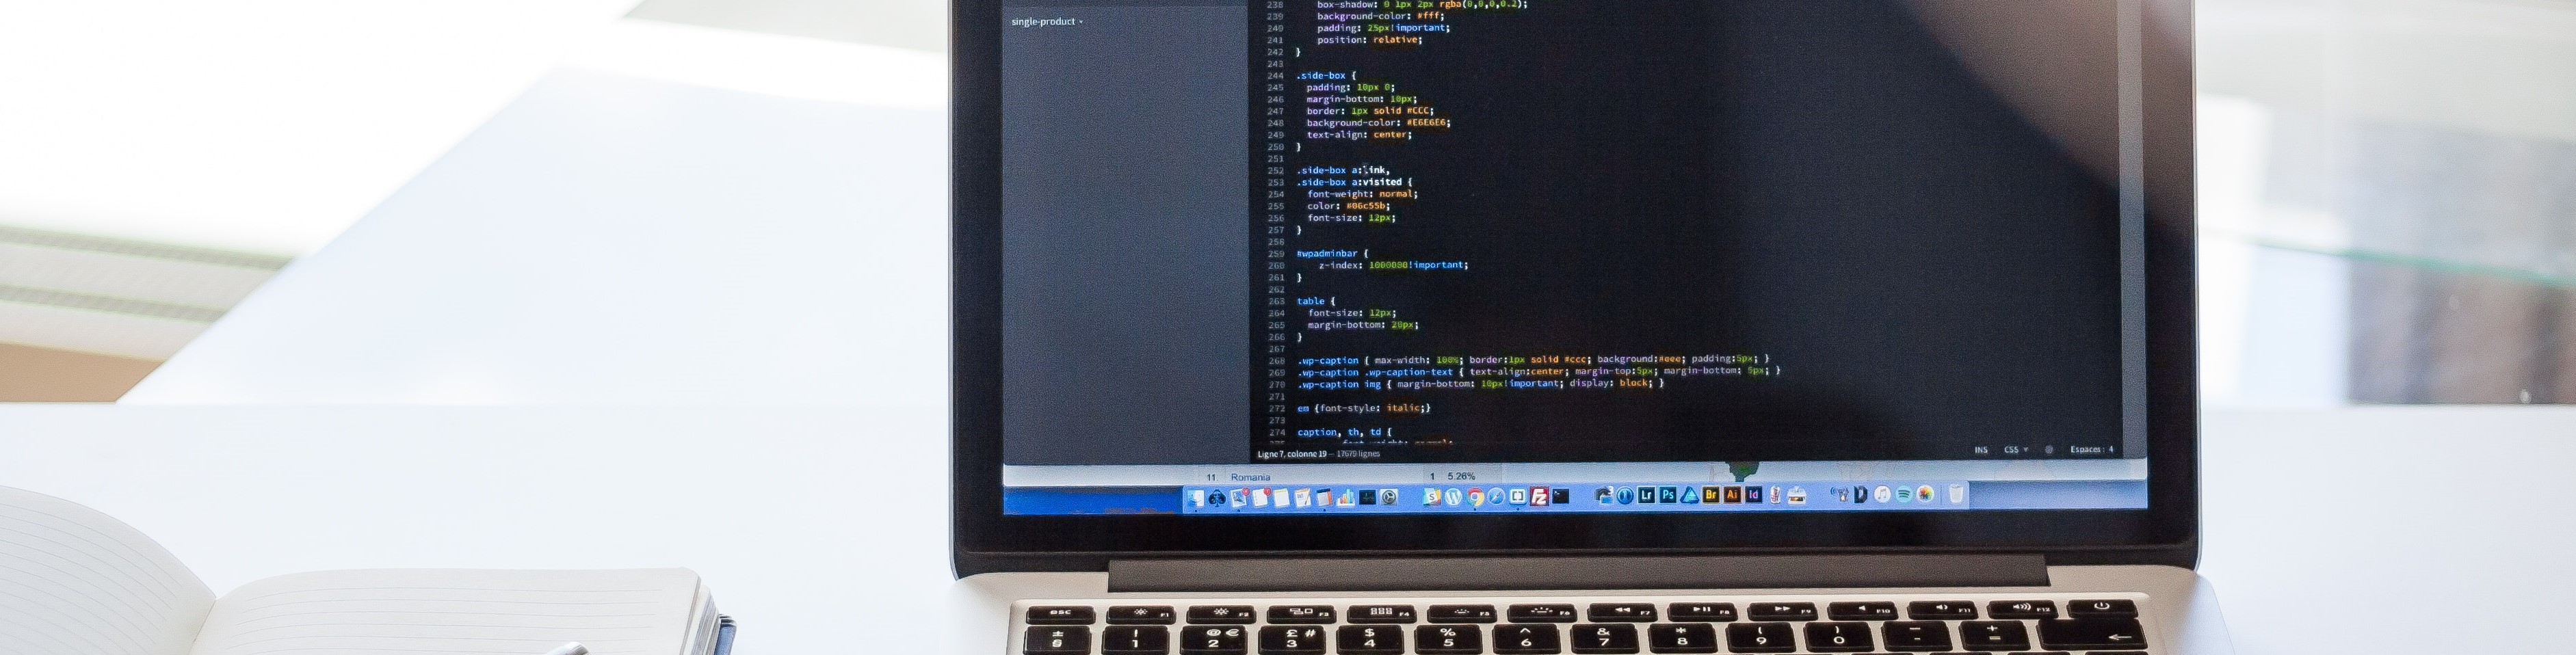 single-product
238 box-shadow: 0 1px 2px rgba(0,0,0,0.2);
239 background-color: #fff;
240 padding: 25px!important;
241 position: relative;
242 }
243
244 .side-box {
245 padding: 10px 0;
246 margin-bottom: 10px;
247 border: 1px solid #CCC;
248 background-color: #E6E6E6;
249 text-align: center;
250 }
251
252 .side-box a:link,
253 .side-box a:visited {
254 font-weight: normal;
255 color: #06c55b;
256 font-size: 12px;
257 }
258
259 #wpadminbar {
260 z-index: 1000000!important;
261 }
262
263 table {
264 font-size: 12px;
265 margin-bottom: 20px;
266 }
267
268 .wp-caption { max-width: 100%; border:1px solid #ccc; background:#eee; padding:5px; }
269 .wp-caption .wp-caption-text { text-align:center; margin-top:5px; margin-bottom: 5px; }
270 .wp-caption img { margin-bottom: 10px!important; display: block; }
271
272 em {font-style: italic;}
273
274 caption, th, td {
font-weight: normal;
Ligne 7, colonne 19 — 17670 lignes INS CSS Espaces: 4
11 Romania 1 5.26%
Lr Ps Br Ai Id
esc F1 F2 F3 F4 F5 F6 F7 F8 F9 F10 F11 F12
± ! @ € £ # $ % ^ & * ( ) - +
§ 1 2 3 4 5 6 7 8 9 0 - =